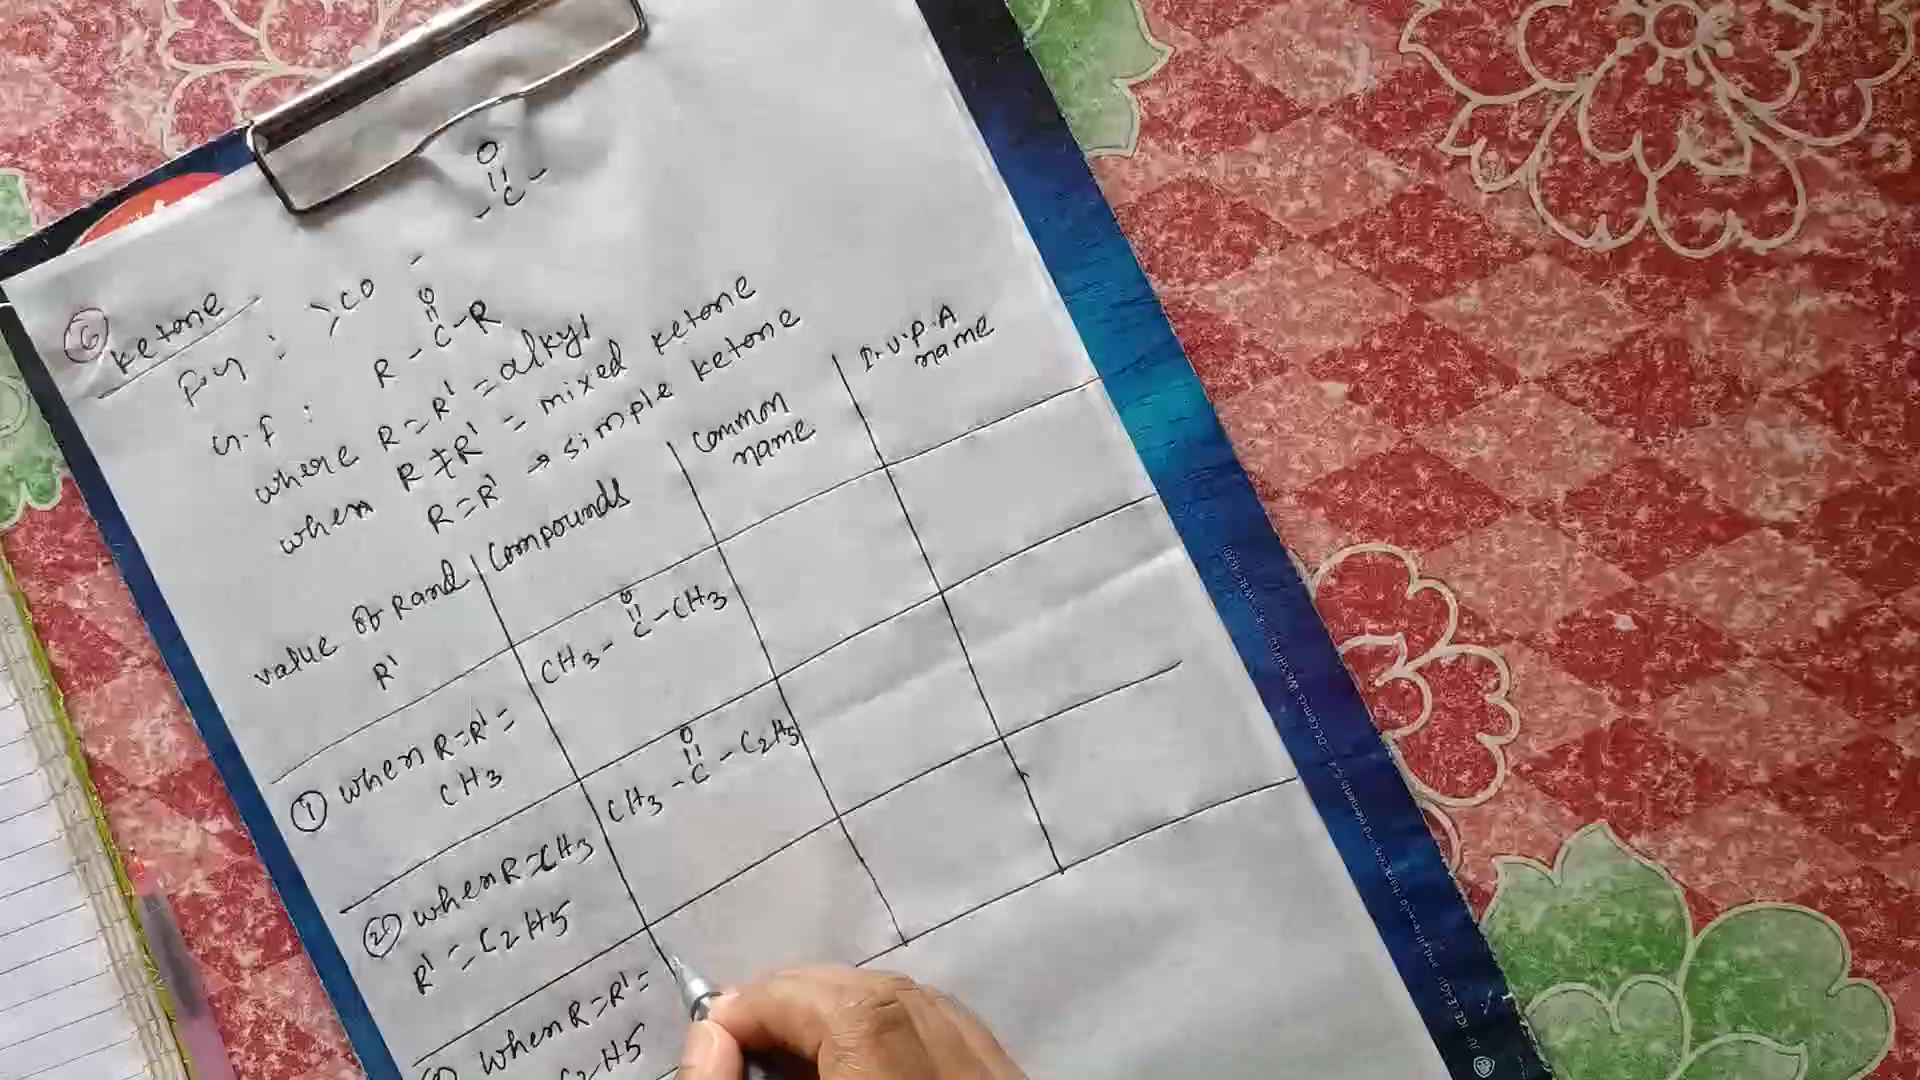 O
||
- C -
⑥ Ketone
F.G : >CO -
O
||
G.F : R - C - R
where R = R' = alkyl
when R ≠ R' = mixed ketone
R = R' → simple ketone
value of R and R' | Compounds | Common name | I.U.P.A name
① when R = R' = CH3
O
||
CH3 - C - CH3
② when R = CH3
R' = C2H5
O
||
CH3 - C - C2H5
when R = R' =
C2H5